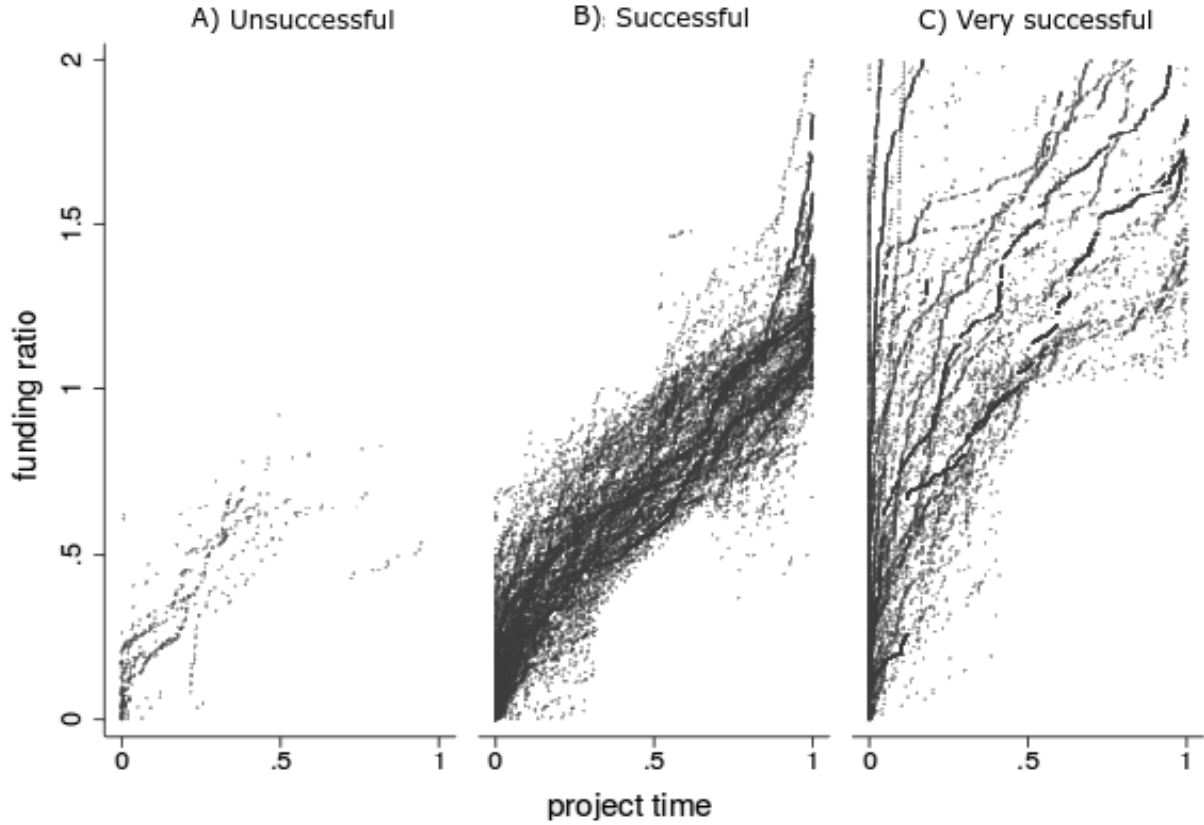 A) Unsuccessful
B): Successful
C) Very successful
2
1.5
1
.5
0
funding ratio
0 .5 1
0 .5 1
0 .5 1
project time